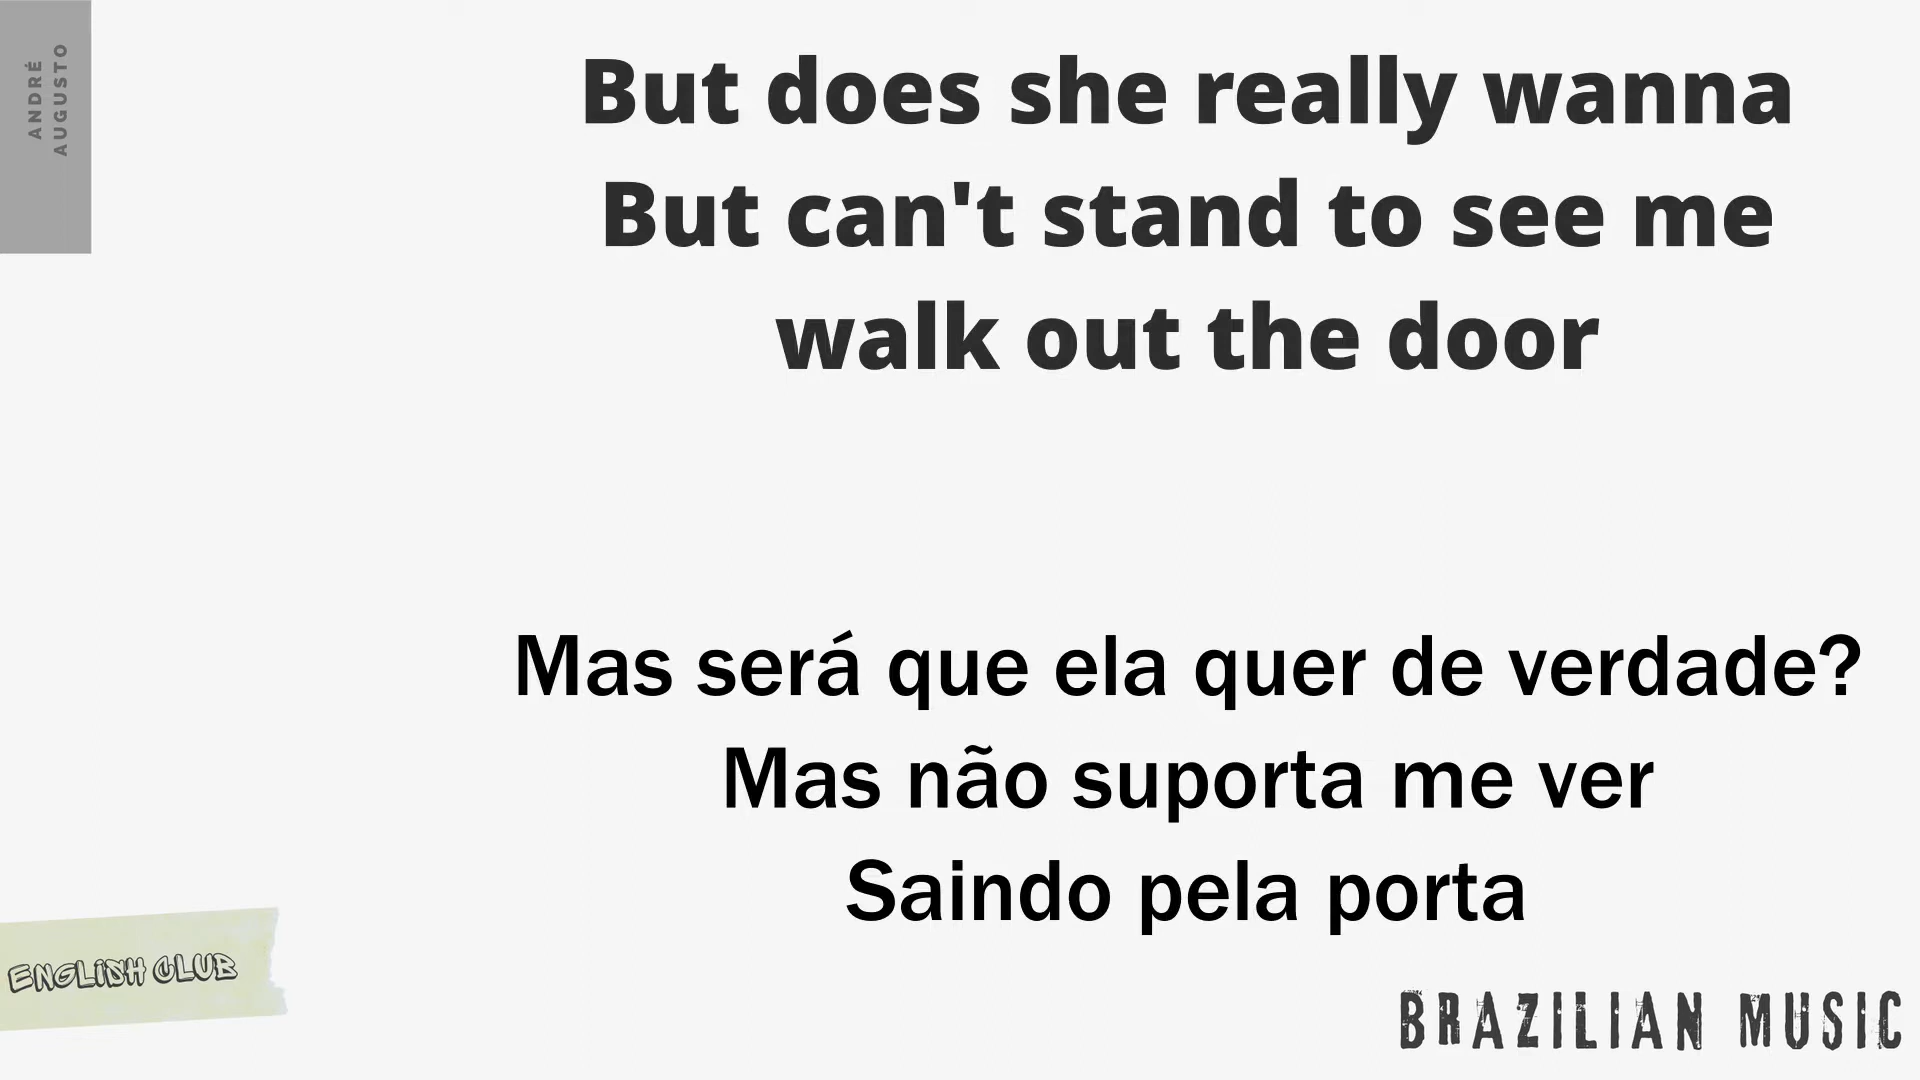 ANDRÉ
AUGUSTO
But does she really wanna
But can't stand to see me
walk out the door
Mas será que ela quer de verdade?
Mas não suporta me ver
Saindo pela porta
ENGLISH CLUB
BRAZILIAN MUSIC